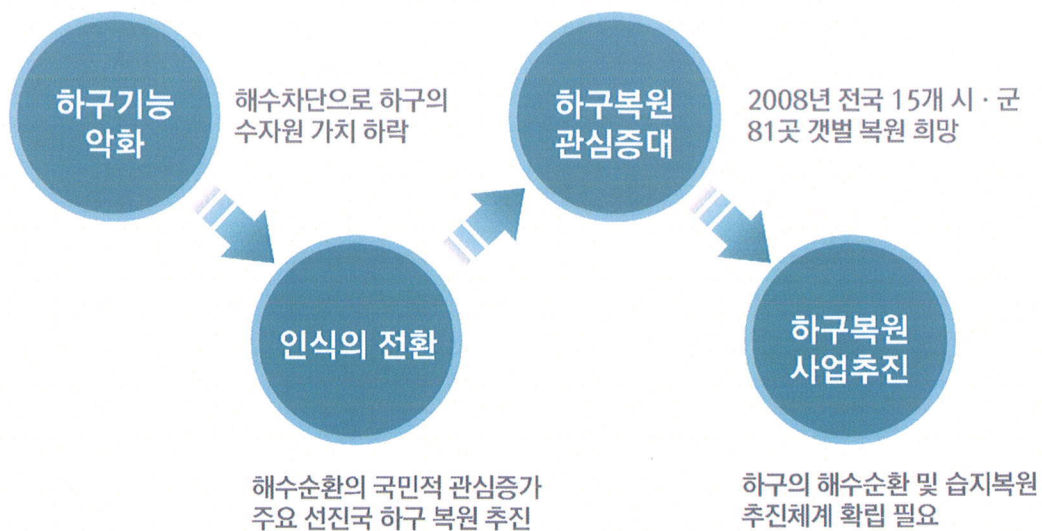 하구기능
악화
해수차단으로 하구의
수자원 가치 하락
인식의 전환
해수순환의 국민적 관심증가
주요 선진국 하구 복원 추진
하구복원
관심증대
2008년 전국 15개 시 · 군
81곳 갯벌 복원 희망
하구복원
사업추진
하구의 해수순환 및 습지복원
추진체계 확립 필요